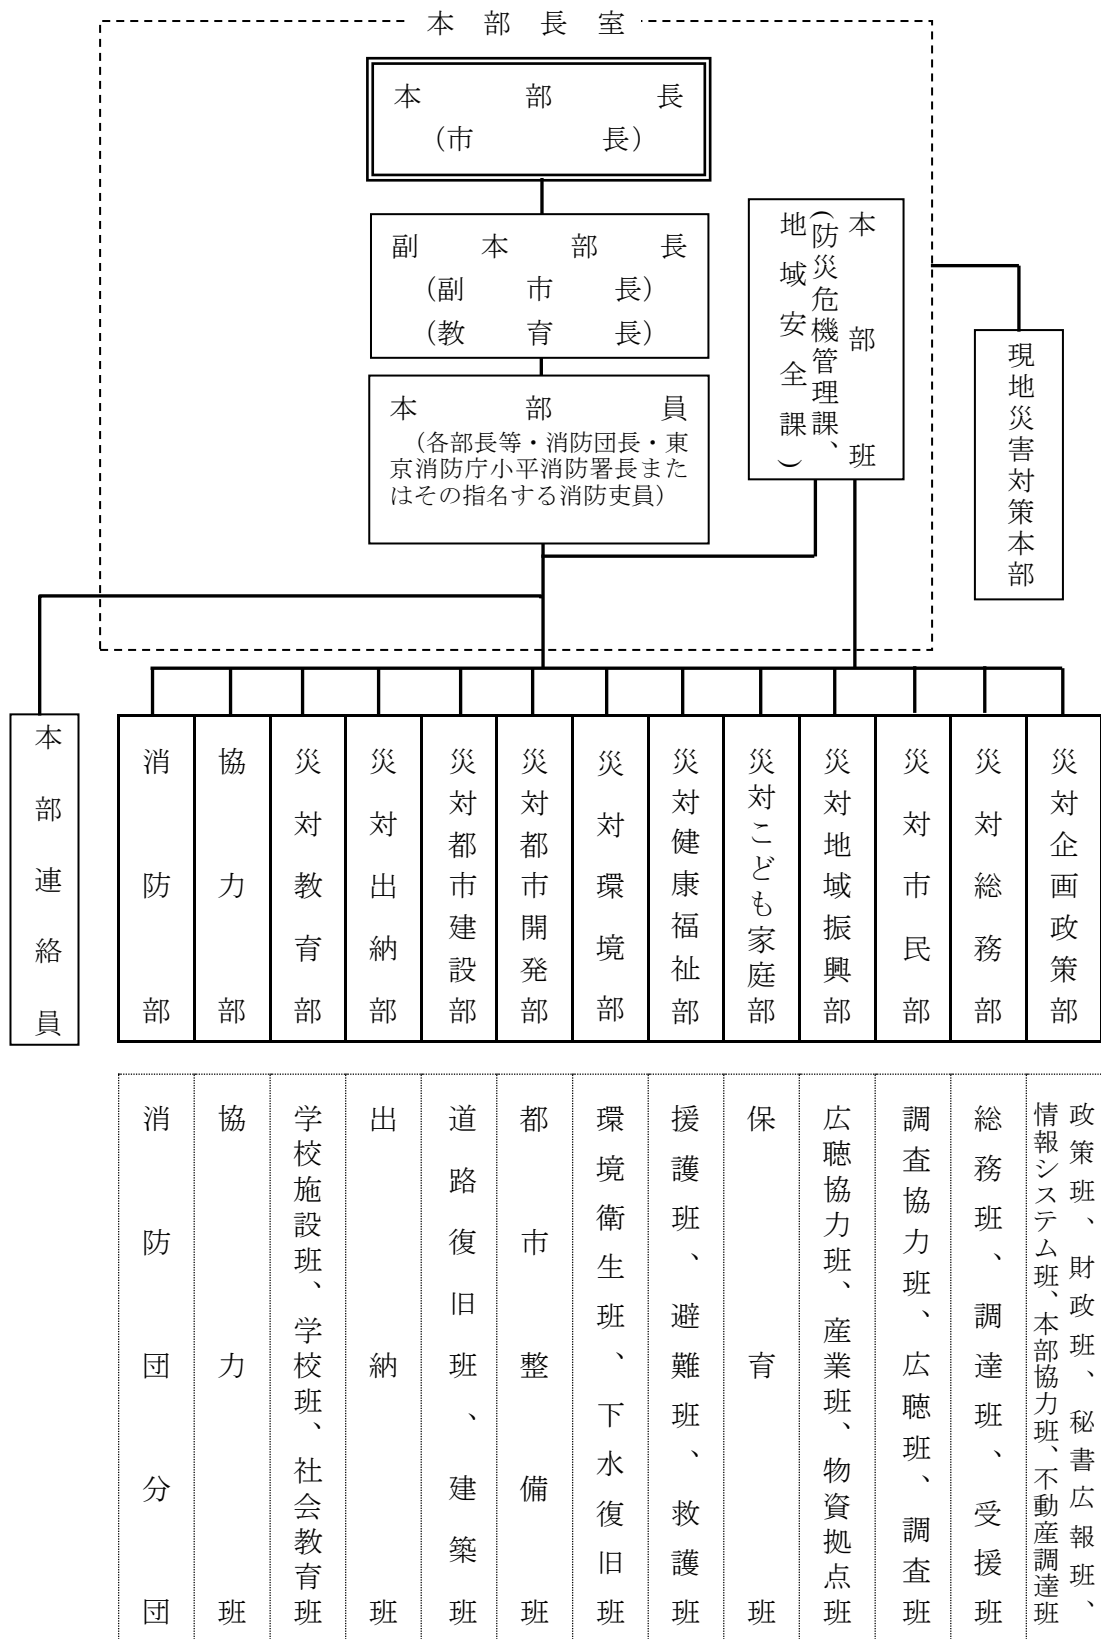 本部長室
本部長
（市長）
副本部長
（副市長）
（教育長）
本部員
（各部長等・消防団長・東
京消防庁小平消防署長また
はその指名する消防吏員）
本部班
（防災危機管理課、
地域安全課）
現地災害対策本部
災対企画政策部
災対総務部
災対市民部
災対地域振興部
災対こども家庭部
災対健康福祉部
災対環境部
災対都市開発部
災対都市建設部
災対出納部
災対教育部
協力部
消防部
本部連絡員
政策班、財政班、秘書広報班、
情報システム班、本部協力班、不動産調達班
総務班、調達班、受援班
調査協力班、広聴班、調査班
広聴協力班、産業班、物資拠点班
保育班
援護班、避難班、救護班
環境衛生班、下水復旧班
都市整備班
道路復旧班、建築班
出納班
学校施設班、学校班、社会教育班
協力班
消防団分団